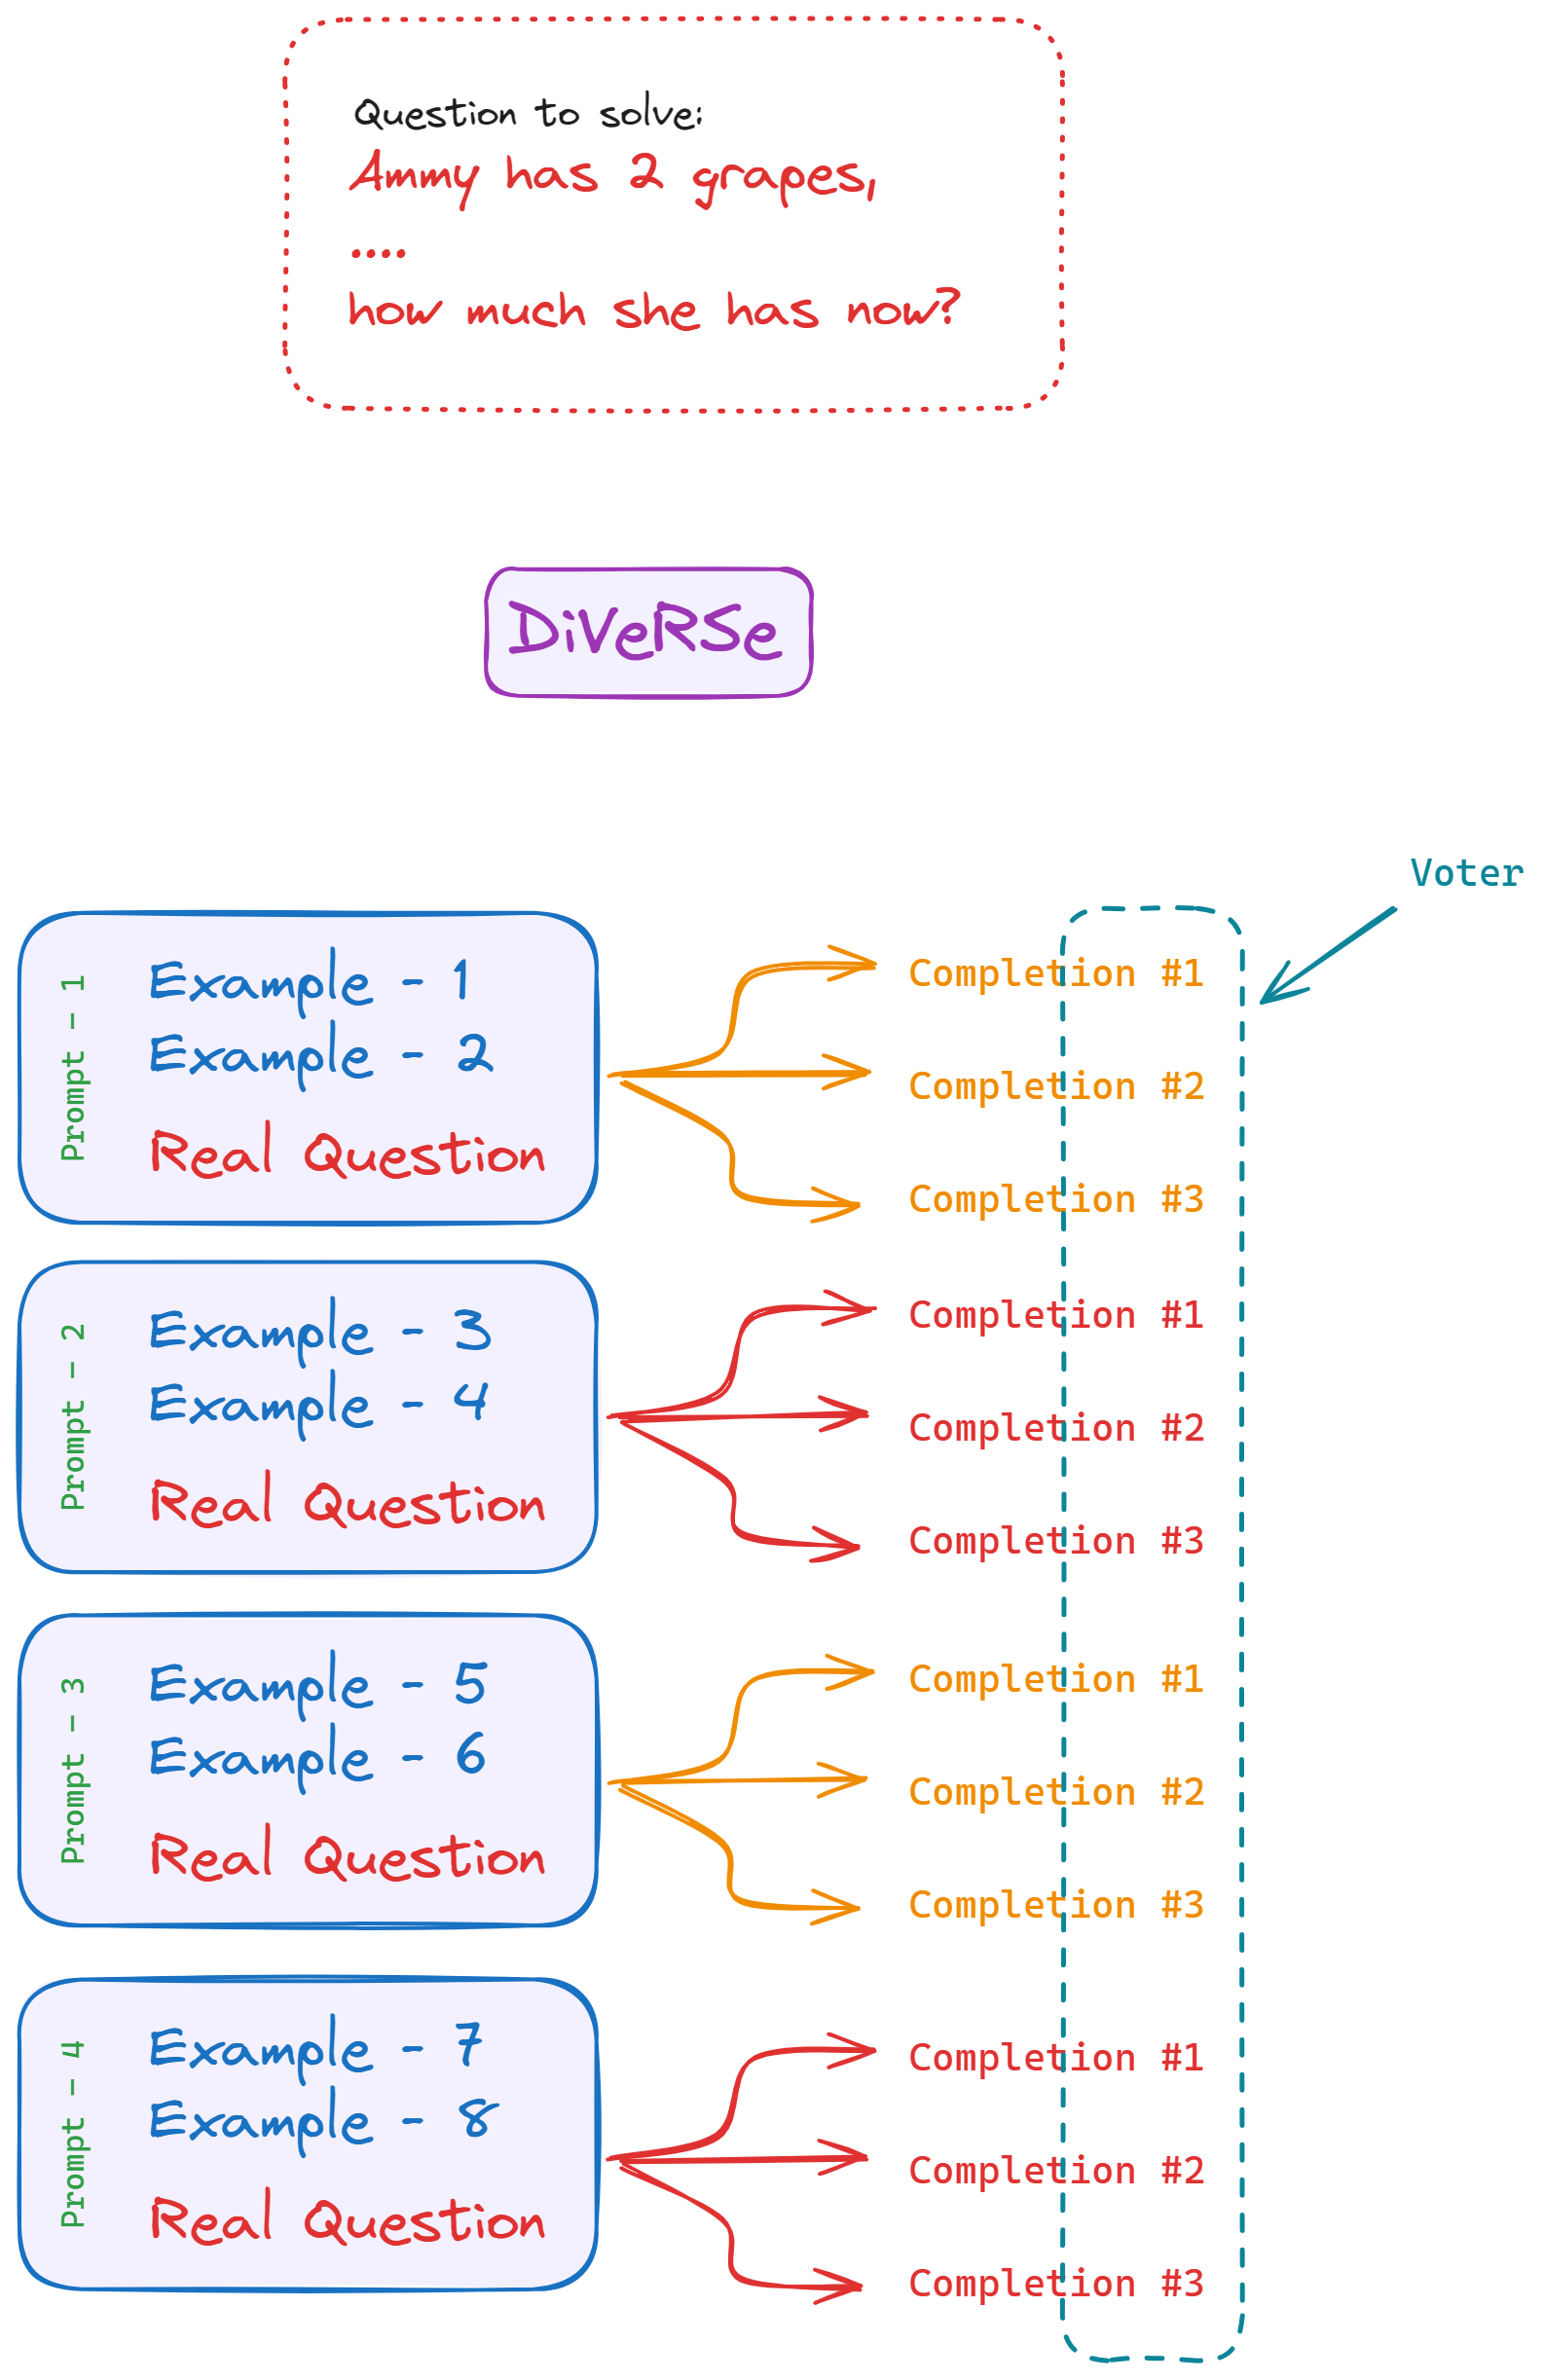 Question to solve:
Ammy has 2 grapes,
....
how much she has now?
DiVeRSe
Voter
Prompt - 1
Example - 1
Example - 2
Real Question
Completion #1
Completion #2
Completion #3
Prompt - 2
Example - 3
Example - 4
Real Question
Completion #1
Completion #2
Completion #3
Prompt - 3
Example - 5
Example - 6
Real Question
Completion #1
Completion #2
Completion #3
Prompt - 4
Example - 7
Example - 8
Real Question
Completion #1
Completion #2
Completion #3